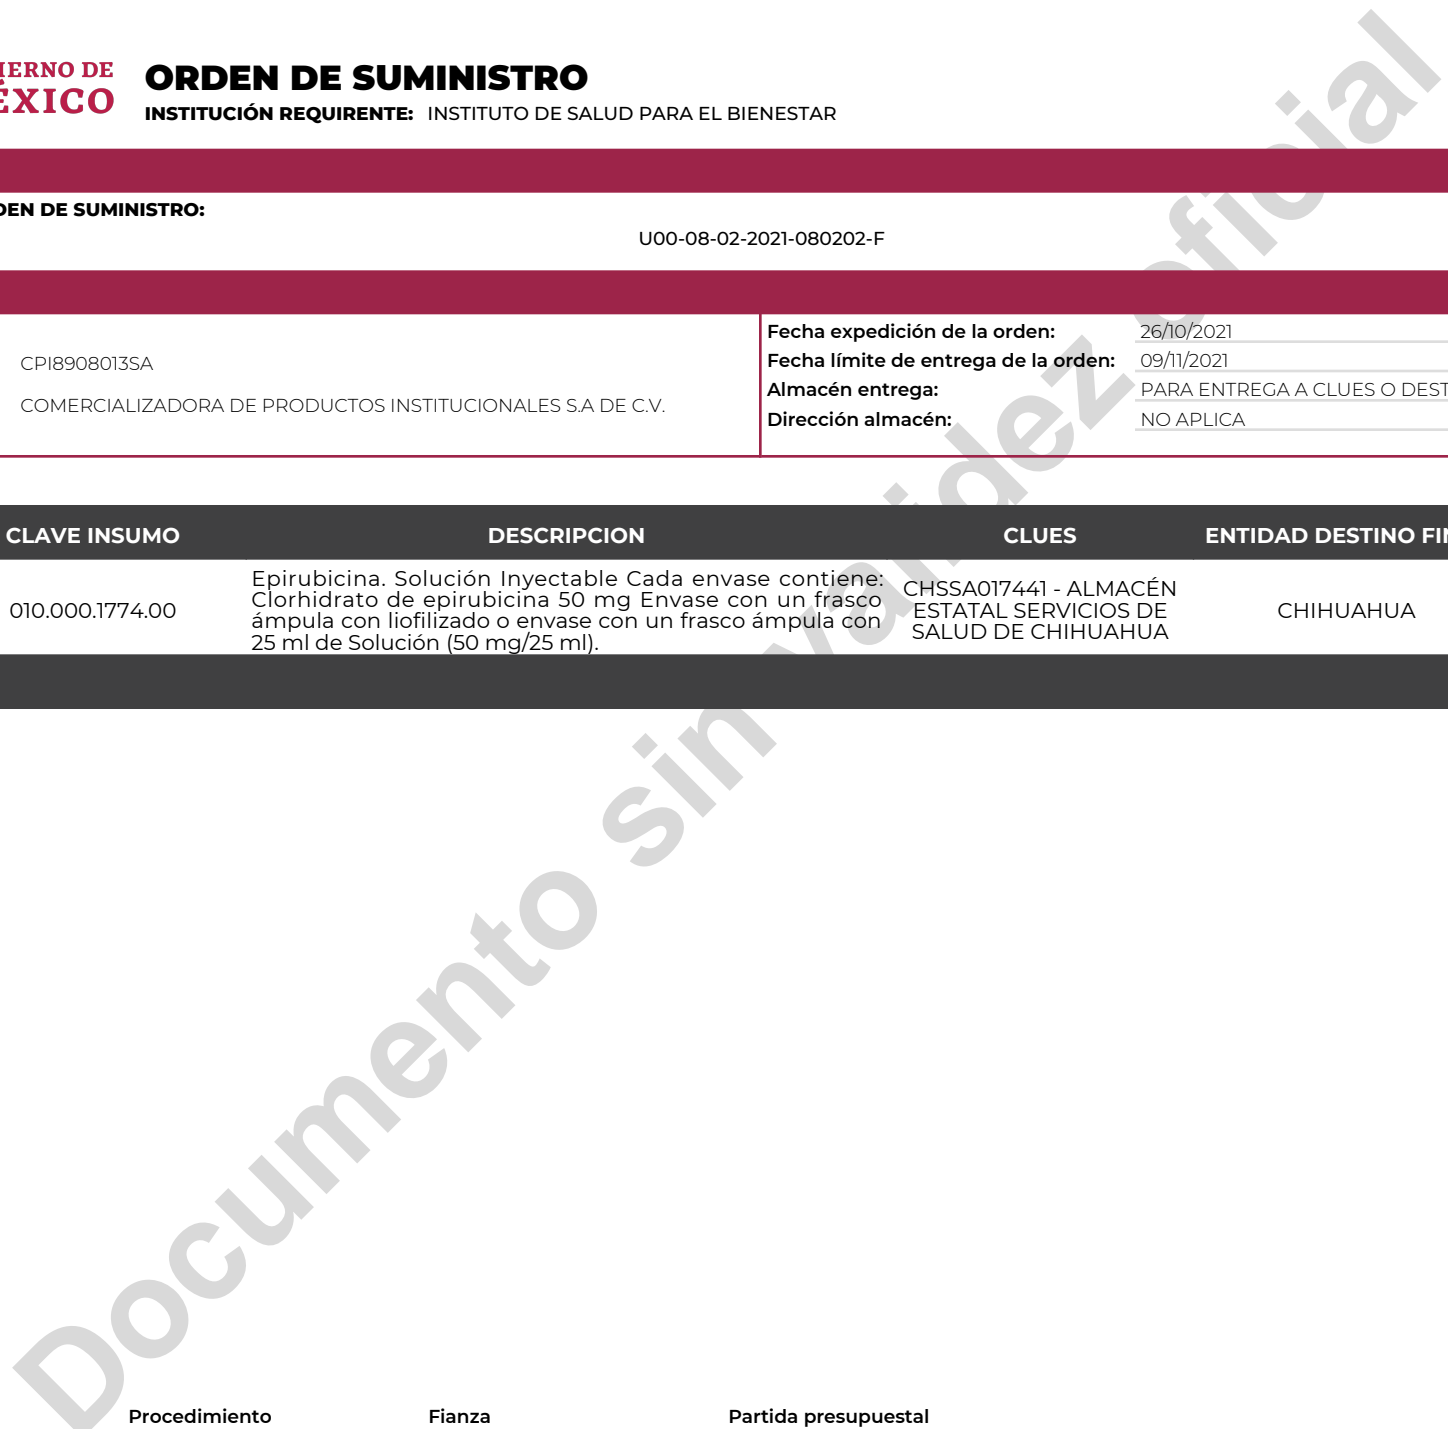 IERNO DE
ÉXICO
ORDEN DE SUMINISTRO
INSTITUCIÓN REQUIRENTE: INSTITUTO DE SALUD PARA EL BIENESTAR
DEN DE SUMINISTRO:
U00-08-02-2021-080202-F
CPI8908013SA
COMERCIALIZADORA DE PRODUCTOS INSTITUCIONALES S.A DE C.V.
Fecha expedición de la orden: 26/10/2021
Fecha límite de entrega de la orden: 09/11/2021
Almacén entrega: PARA ENTREGA A CLUES O DEST
Dirección almacén: NO APLICA
CLAVE INSUMO DESCRIPCION CLUES ENTIDAD DESTINO FIN
010.000.1774.00
Epirubicina. Solución Inyectable Cada envase contiene:
Clorhidrato de epirubicina 50 mg Envase con un frasco
ámpula con liofilizado o envase con un frasco ámpula con
25 ml de Solución (50 mg/25 ml).
CHSSA017441 - ALMACÉN
ESTATAL SERVICIOS DE
SALUD DE CHIHUAHUA
CHIHUAHUA
Documento sin validez oficial
Procedimiento Fianza Partida presupuestal